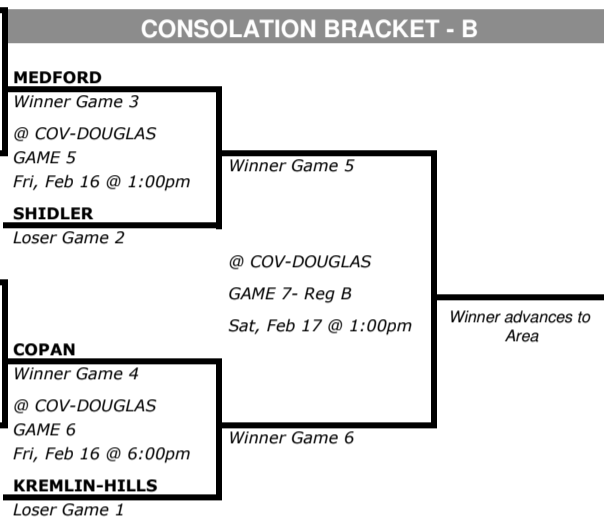 CONSOLATION BRACKET - B
MEDFORD
Winner Game 3
@ COV-DOUGLAS
GAME 5
Fri, Feb 16 @ 1:00pm
SHIDLER
Loser Game 2
Winner Game 5
@ COV-DOUGLAS
GAME 7- Reg B
Sat, Feb 17 @ 1:00pm
Winner advances to
Area
COPAN
Winner Game 4
@ COV-DOUGLAS
GAME 6
Fri, Feb 16 @ 6:00pm
KREMLIN-HILLS
Loser Game 1
Winner Game 6